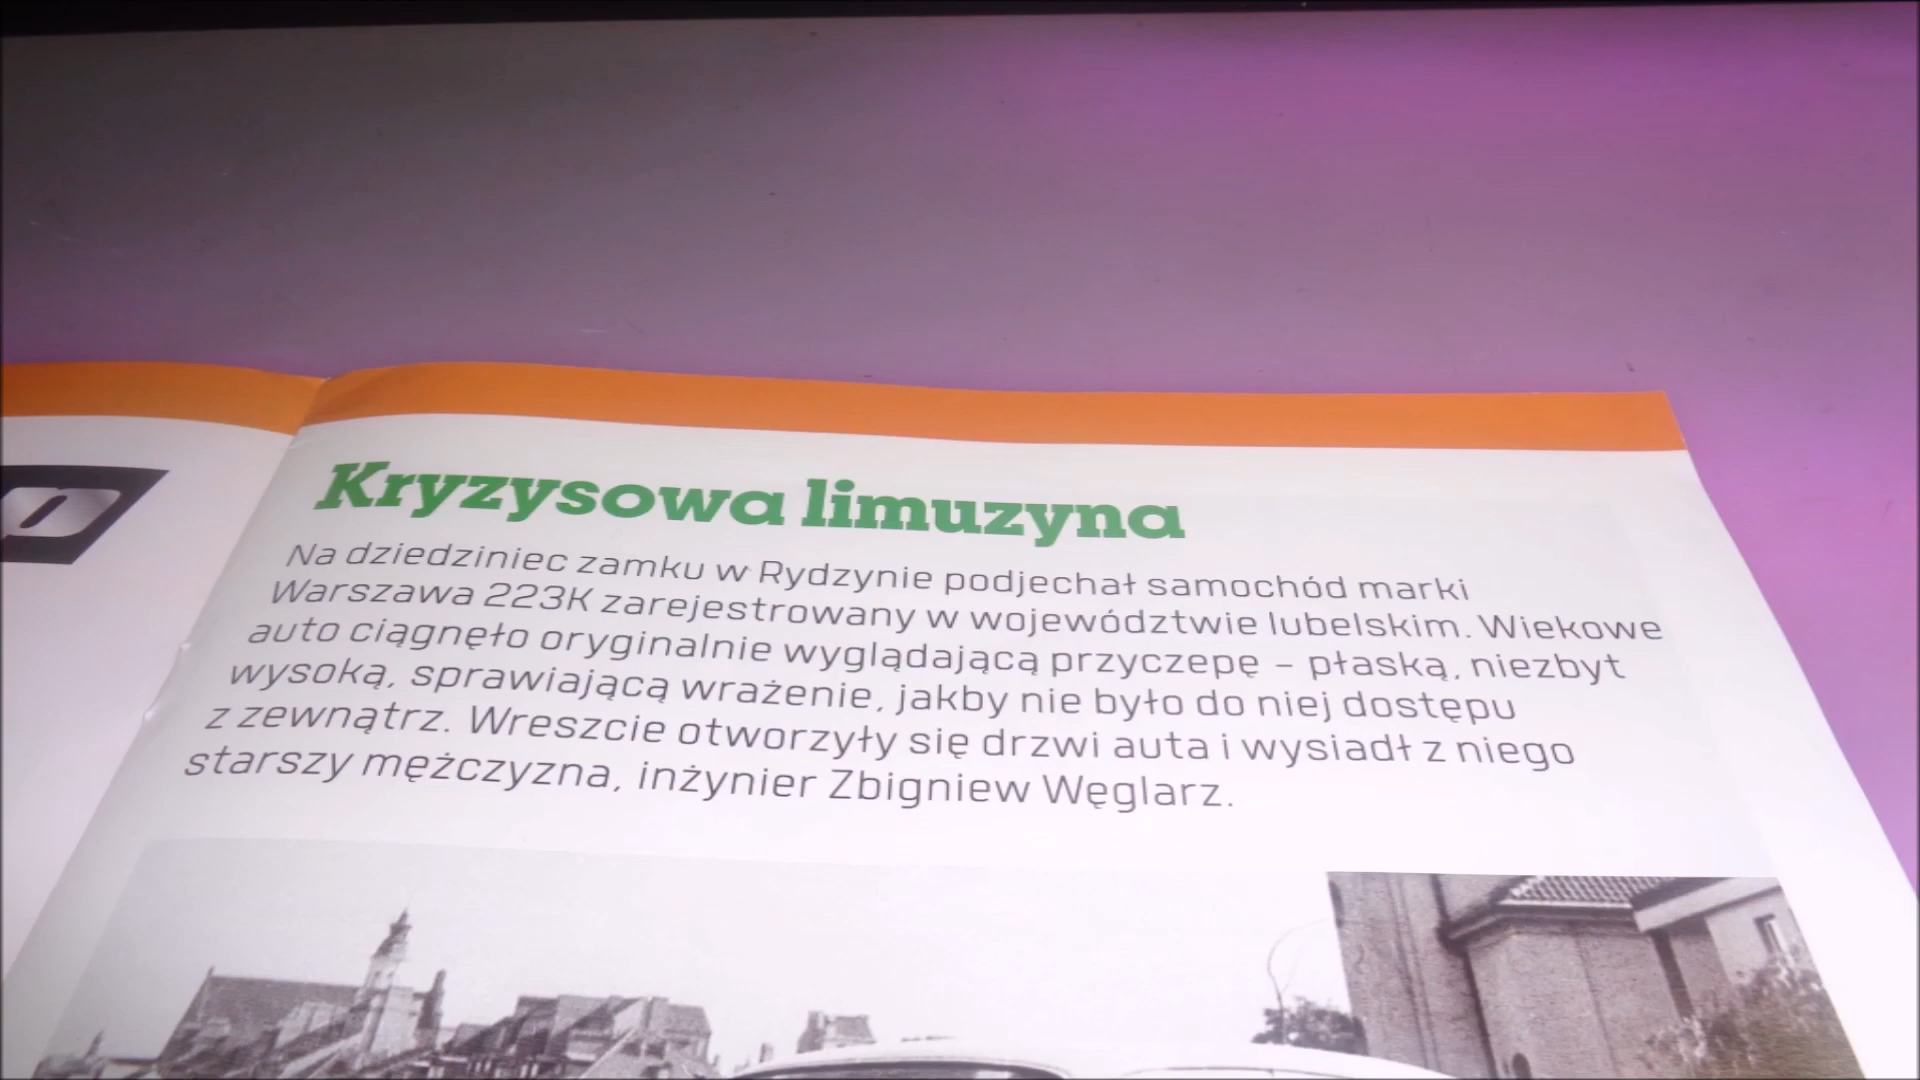 Kryzysowa limuzyna
Na dziedziniec zamku w Rydzynie podjechał samochód marki
Warszawa 223K zarejestrowany w województwie lubelskim. Wiekowe
auto ciągnęło oryginalnie wyglądającą przyczepę – płaską, niezbyt
wysoką, sprawiającą wrażenie, jakby nie było do niej dostępu
z zewnątrz. Wreszcie otworzyły się drzwi auta i wysiadł z niego
starszy mężczyzna, inżynier Zbigniew Węglarz.